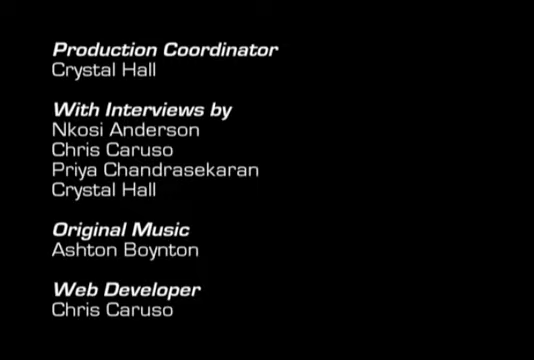 Production Coordinator
Crystal Hall
With Interviews by
Nkosi Anderson
Chris Caruso
Priya Chandrasekaran
Crystal Hall
Original Music
Ashton Boynton
Web Developer
Chris Caruso